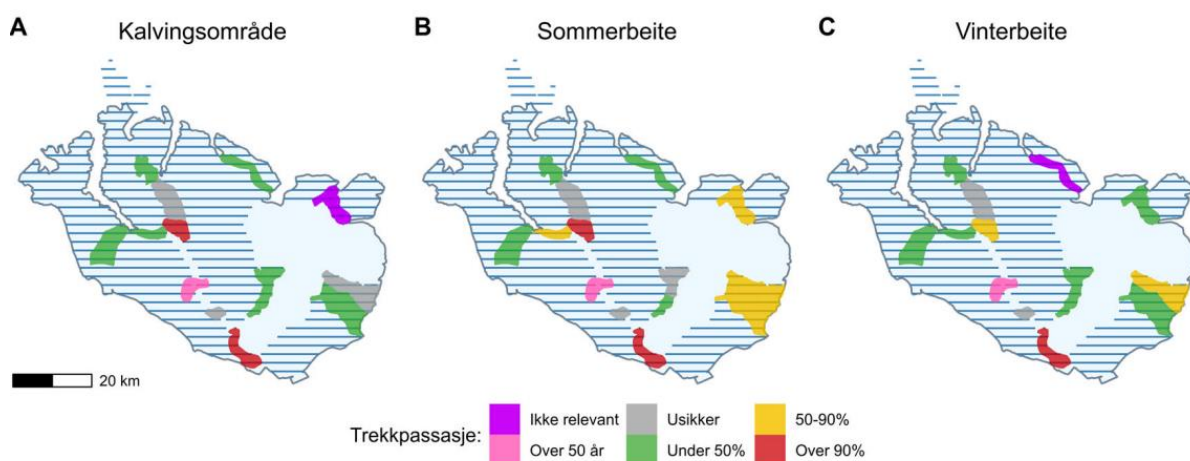 A Kalvingsområde B Sommerbeite C Vinterbeite
20 km
Trekkpassasje: Ikke relevant Usikker 50-90%
Over 50 år Under 50% Over 90%